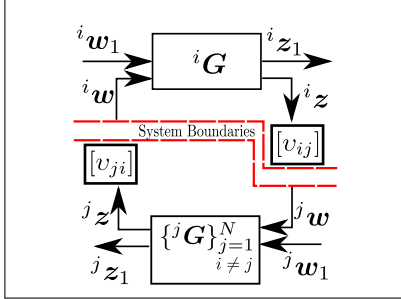 ⁱw₁ ⁱG ⁱz₁
ⁱw ⁱz
System Boundaries
[υⱼᵢ] [υᵢⱼ]
ʲz {ʲG}ᴺⱼ₌₁ ʲw
i ≠ j
ʲz₁ ʲw₁